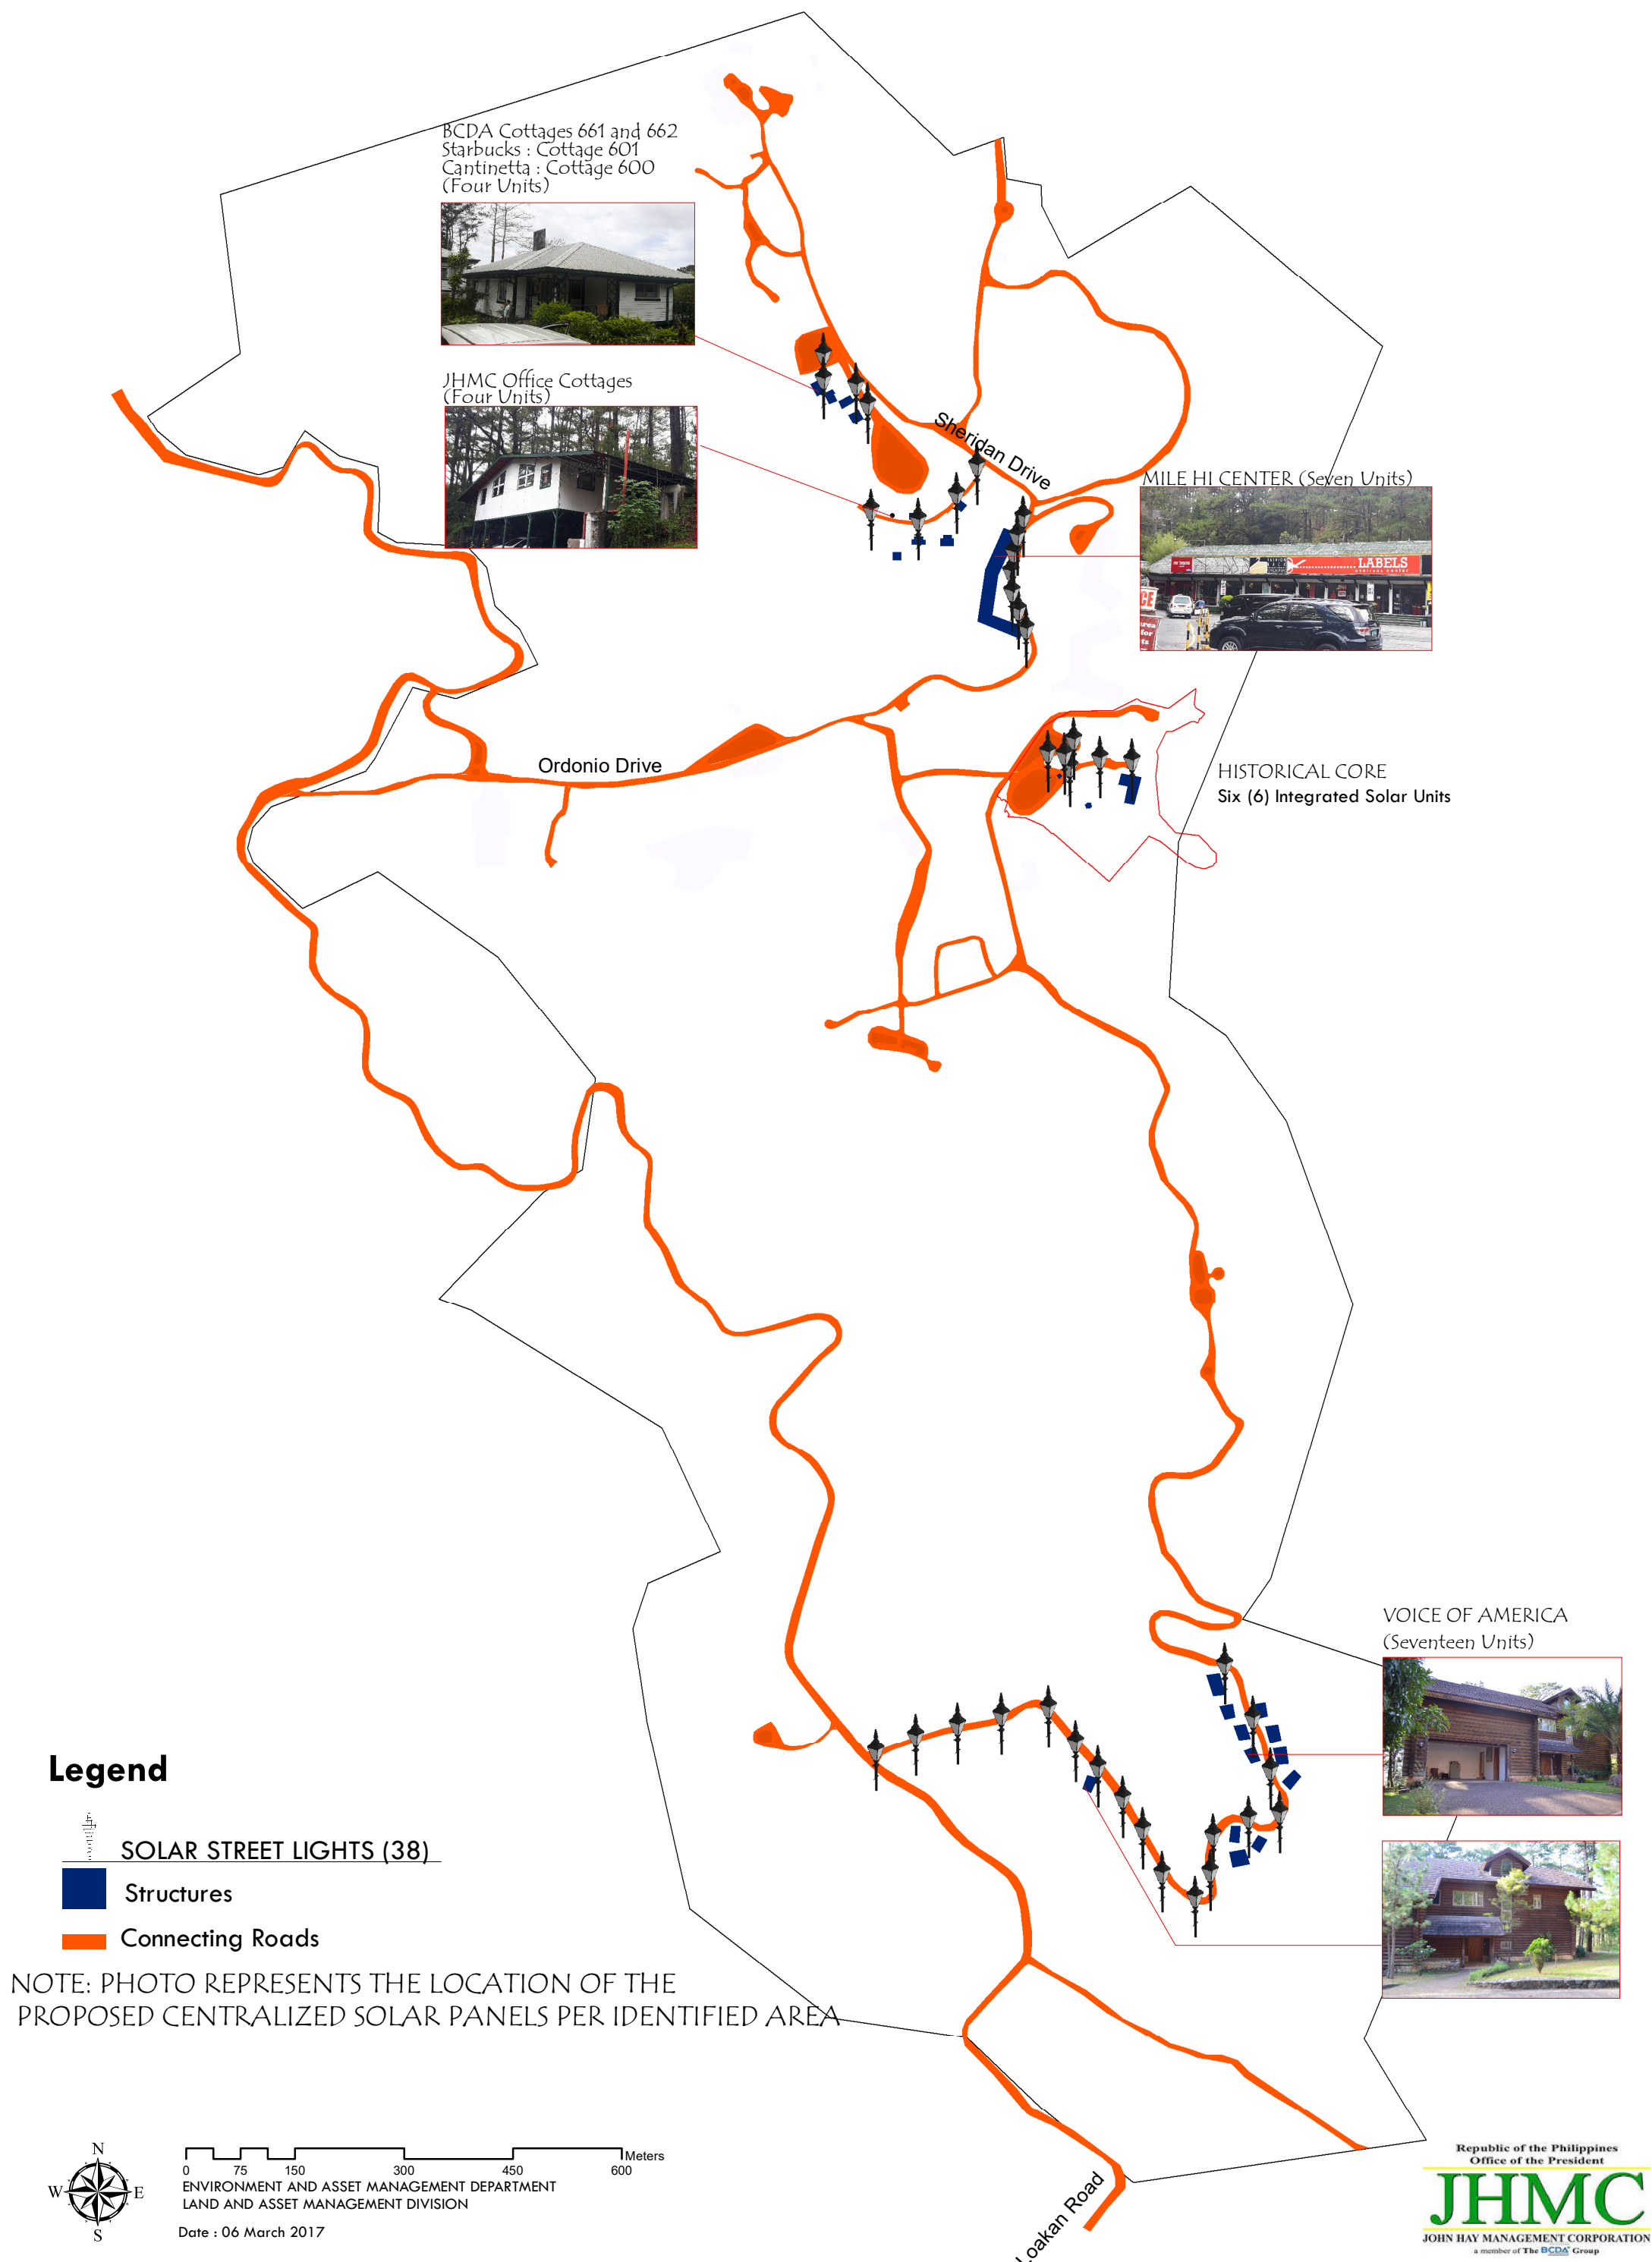 BCDA Cottages 661 and 662
Starbucks : Cottage 601
Cantinetta : Cottage 600
(Four Units)
JHMC Office Cottages
(Four Units)
Sheridan Drive
MILE HI CENTER (Seven Units)
LABELS
Ordonio Drive
HISTORICAL CORE
Six (6) Integrated Solar Units
VOICE OF AMERICA
(Seventeen Units)
Legend
SOLAR STREET LIGHTS (38)
Structures
Connecting Roads
NOTE: PHOTO REPRESENTS THE LOCATION OF THE
PROPOSED CENTRALIZED SOLAR PANELS PER IDENTIFIED AREA
N
W E
S
Meters
0 75 150 300 450 600
ENVIRONMENT AND ASSET MANAGEMENT DEPARTMENT
LAND AND ASSET MANAGEMENT DIVISION
Date : 06 March 2017
Loakan Road
Republic of the Philippines
Office of the President
JHMC
JOHN HAY MANAGEMENT CORPORATION
a member of The BCDA Group